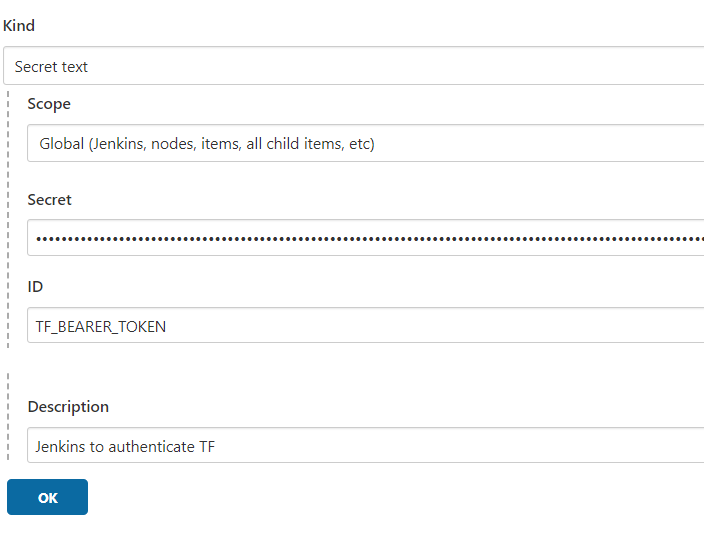 Kind
Secret text
Scope
Global (Jenkins, nodes, items, all child items, etc)
Secret
ID
TF_BEARER_TOKEN
Description
Jenkins to authenticate TF
OK